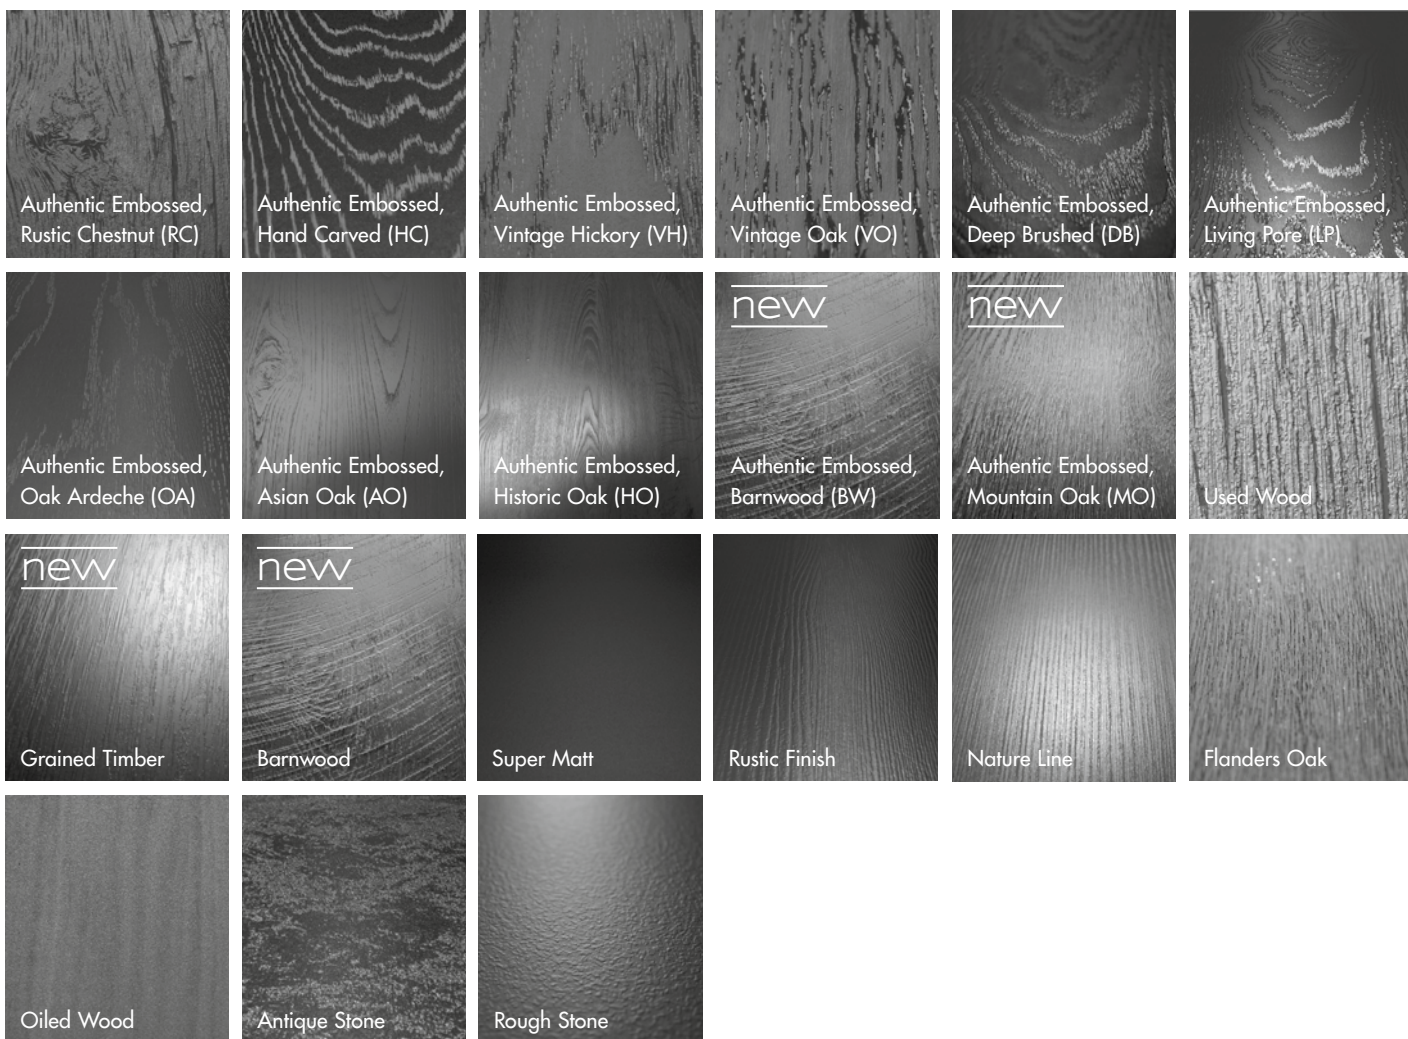 Authentic Embossed,
Rustic Chestnut (RC)
Authentic Embossed,
Hand Carved (HC)
Authentic Embossed,
Vintage Hickory (VH)
Authentic Embossed,
Vintage Oak (VO)
Authentic Embossed,
Deep Brushed (DB)
Authentic Embossed,
Living Pore (LP)
Authentic Embossed,
Oak Ardeche (OA)
Authentic Embossed,
Asian Oak (AO)
Authentic Embossed,
Historic Oak (HO)
new
Authentic Embossed,
Barnwood (BW)
new
Authentic Embossed,
Mountain Oak (MO)
Used Wood
new
Grained Timber
new
Barnwood
Super Matt
Rustic Finish
Nature Line
Flanders Oak
Oiled Wood
Antique Stone
Rough Stone